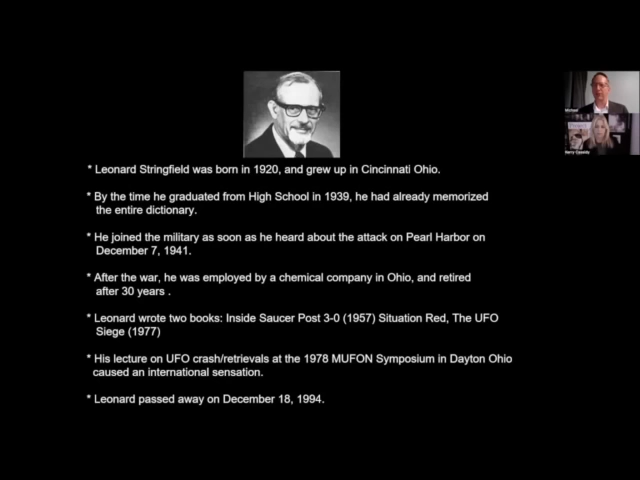 * Leonard Stringfield was born in 1920, and grew up in Cincinnati Ohio.
* By the time he graduated from High School in 1939, he had already memorized
the entire dictionary.
* He joined the military as soon as he heard about the attack on Pearl Harbor on
December 7, 1941.
* After the war, he was employed by a chemical company in Ohio, and retired
after 30 years .
* Leonard wrote two books: Inside Saucer Post 3-0 (1957) Situation Red, The UFO
Siege (1977)
* His lecture on UFO crash/retrievals at the 1978 MUFON Symposium in Dayton Ohio
caused an international sensation.
* Leonard passed away on December 18, 1994.